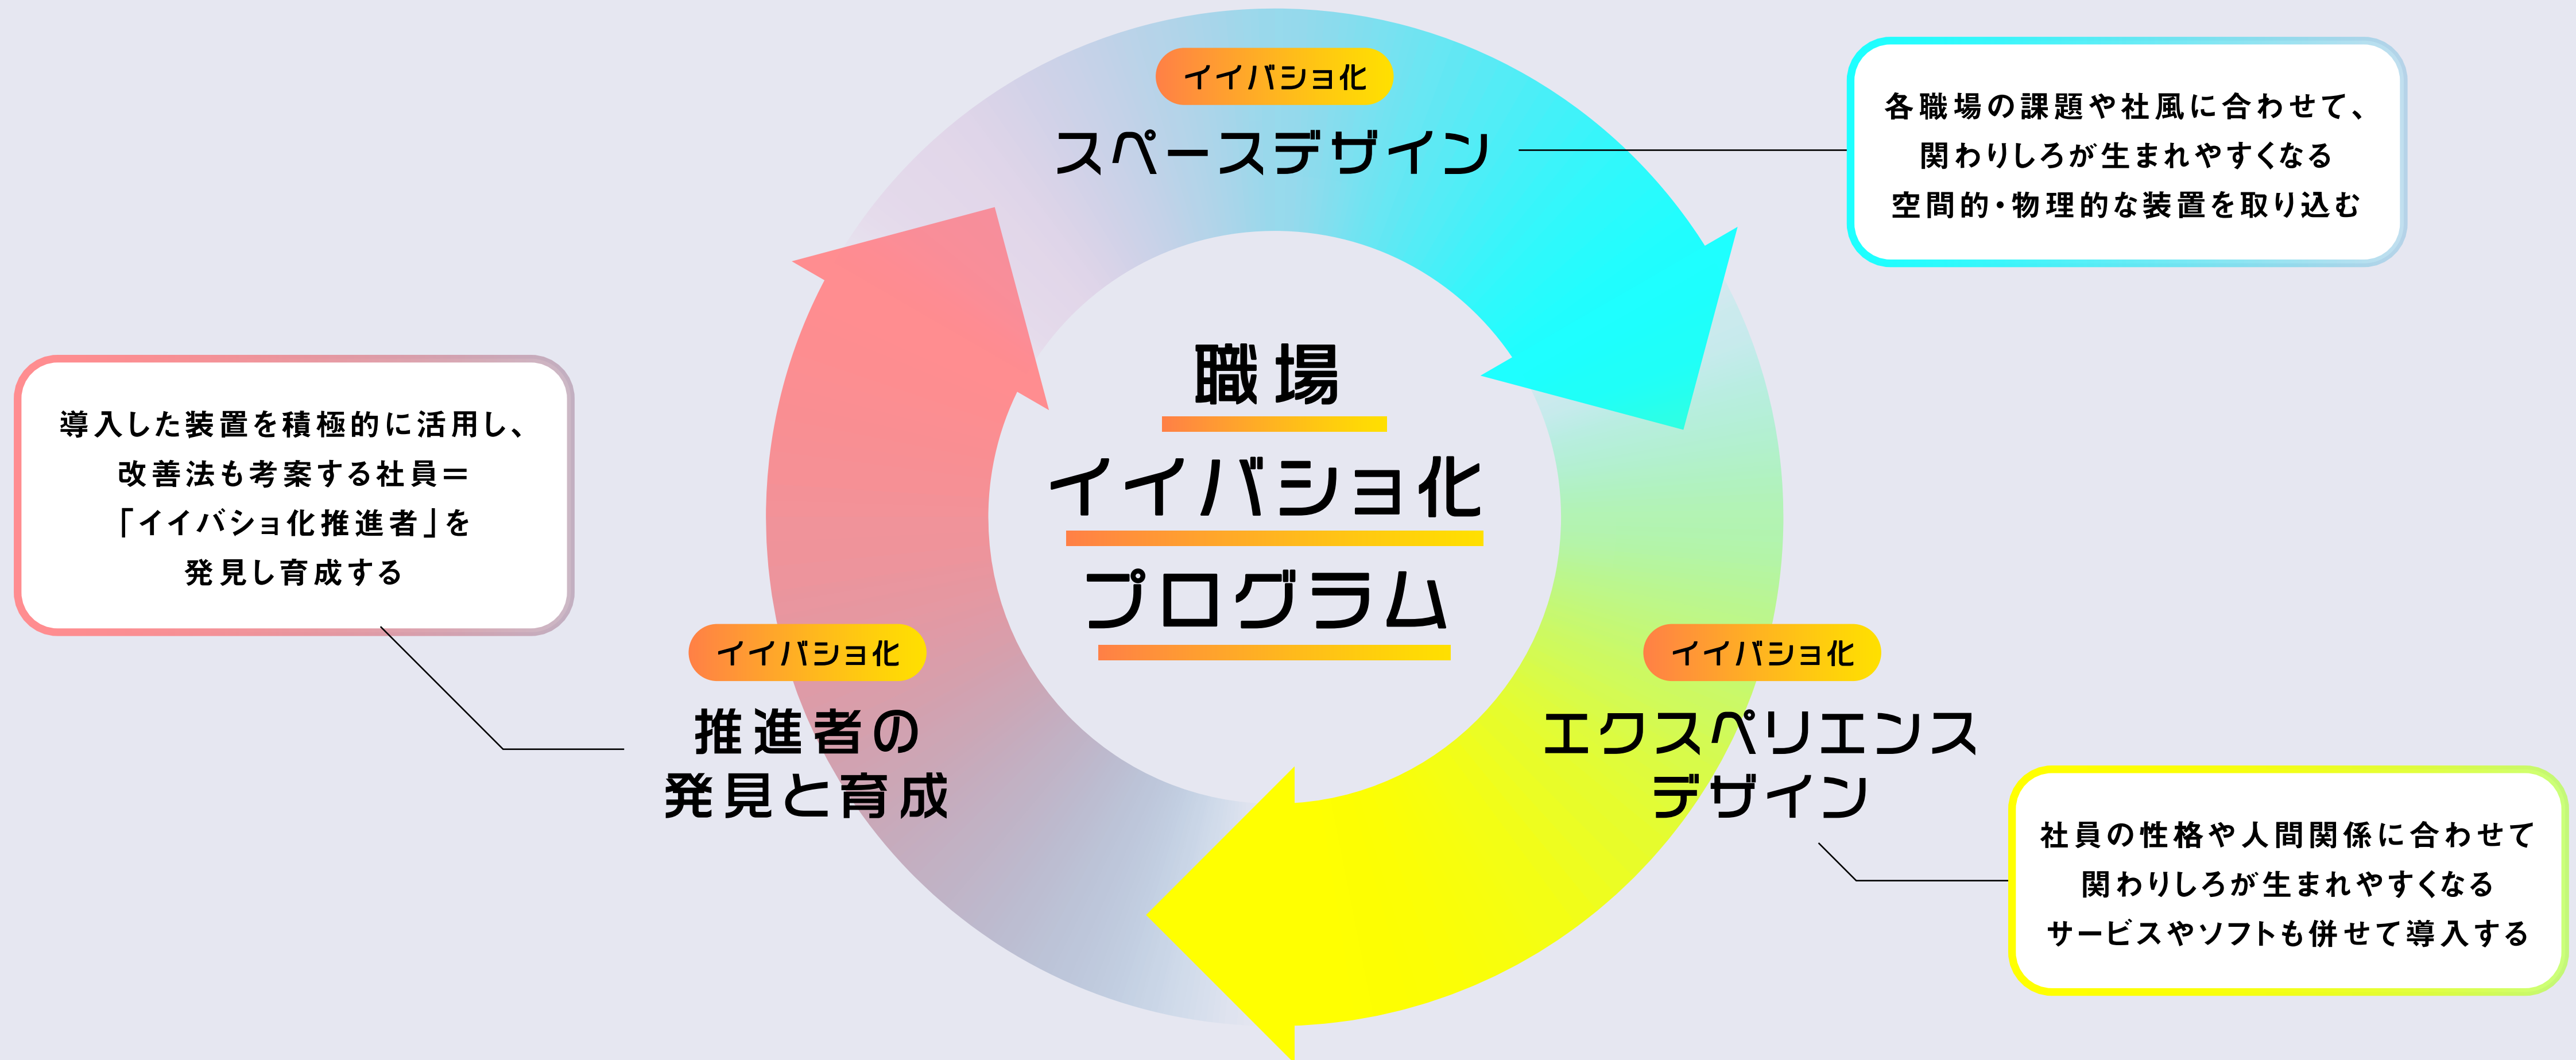 イイバショ化
スペースデザイン
各職場の課題や社風に合わせて、
関わりしろが生まれやすくなる
空間的・物理的な装置を取り込む
職場
イイバショ化
プログラム
導入した装置を積極的に活用し、
改善法も考案する社員＝
「イイバショ化推進者」を
発見し育成する
イイバショ化
推進者の
発見と育成
イイバショ化
エクスペリエンス
デザイン
社員の性格や人間関係に合わせて
関わりしろが生まれやすくなる
サービスやソフトも併せて導入する